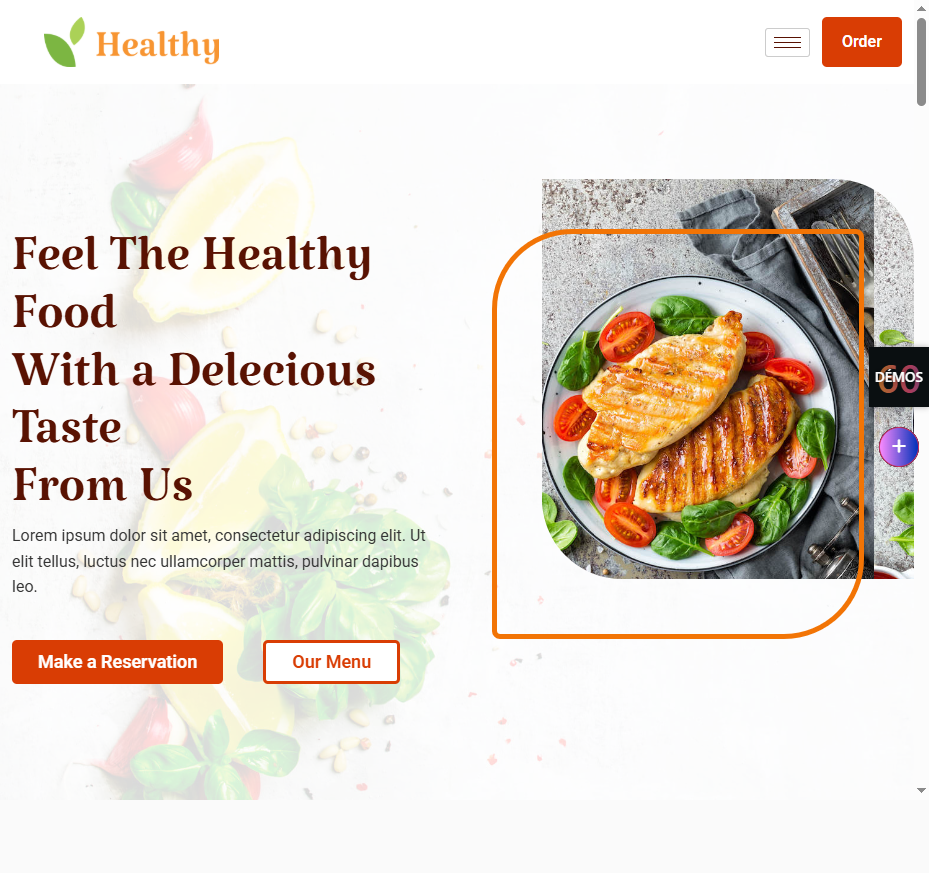 Healthy
Order
Feel The Healthy
Food
With a Delecious
Taste
From Us
Lorem ipsum dolor sit amet, consectetur adipiscing elit. Ut
elit tellus, luctus nec ullamcorper mattis, pulvinar dapibus
leo.
Make a Reservation
Our Menu
60
DEMOS
+